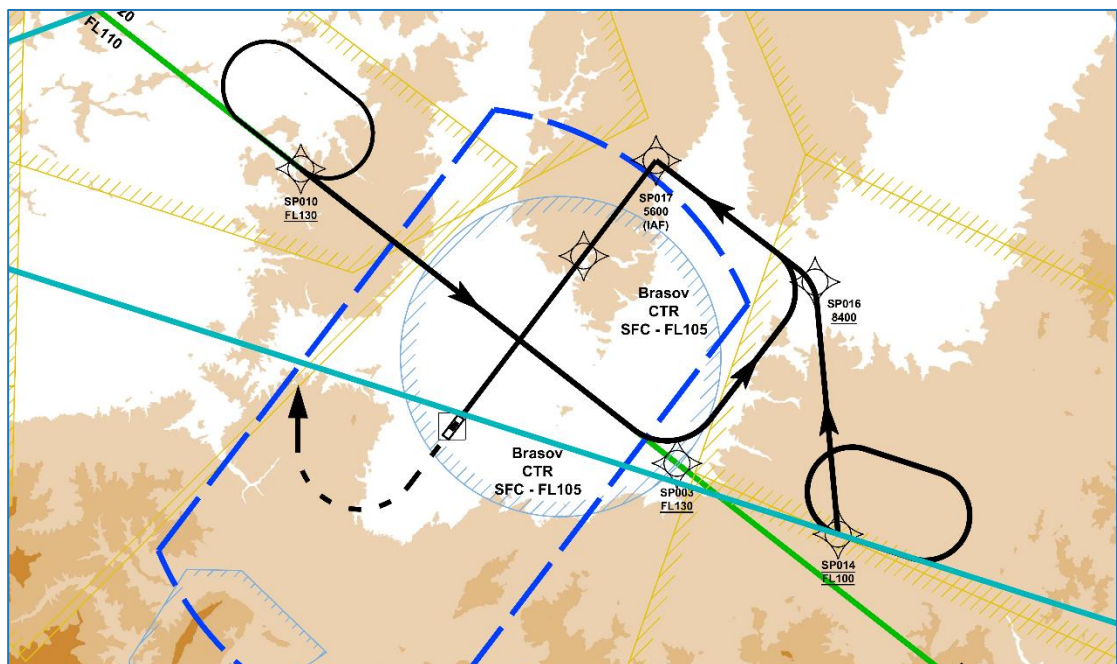 20
FL110
SP010
FL130
SP017
5600
(IAF)
Brasov
CTR
SFC - FL105
SP016
8400
Brasov
CTR
SFC - FL105
SP003
FL130
SP014
FL100